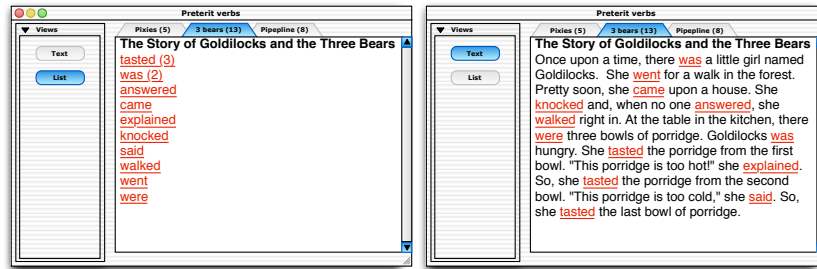 Preterit verbs
Views
Pixies (5)
3 bears (13)
Pipepline (8)
Text
List
The Story of Goldilocks and the Three Bears
tasted (3)
was (2)
answered
came
explained
knocked
said
walked
went
were
Preterit verbs
Views
Pixies (5)
3 bears (13)
Pipepline (8)
Text
List
The Story of Goldilocks and the Three Bears
Once upon a time, there was a little girl named
Goldilocks. She went for a walk in the forest.
Pretty soon, she came upon a house. She
knocked and, when no one answered, she
walked right in. At the table in the kitchen, there
were three bowls of porridge. Goldilocks was
hungry. She tasted the porridge from the first
bowl. "This porridge is too hot!" she explained.
So, she tasted the porridge from the second
bowl. "This porridge is too cold," she said. So,
she tasted the last bowl of porridge.